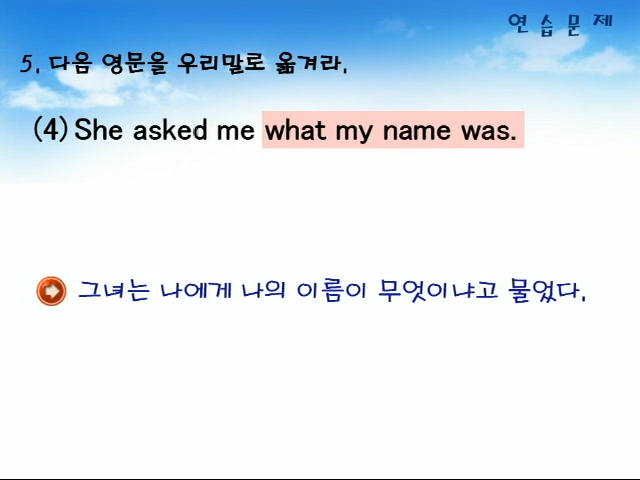 연 습 문 제
5. 다음 영문을 우리말로 옮겨라.
(4) She asked me what my name was.
그녀는 나에게 나의 이름이 무엇이냐고 물었다.